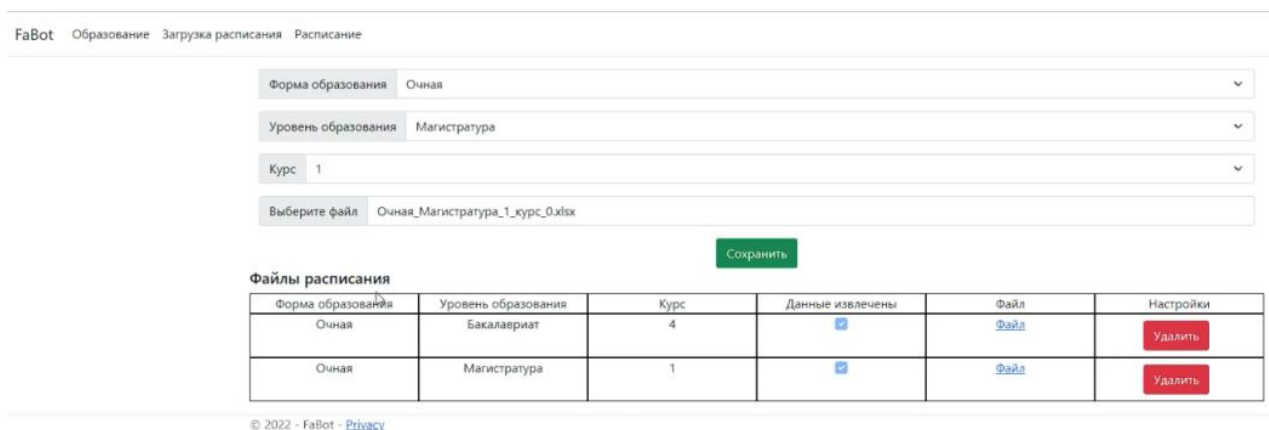 FaBot Образование Загрузка расписания Расписание
Форма образования Очная
Уровень образования Магистратура
Курс 1
Выберите файл Очная_Магистратура_1_курс_0.xlsx
Сохранить
Файлы расписания
Форма образования Уровень образования Курс Данные извлечены Файл Настройки
Очная Бакалавриат 4 Файл Удалить
Очная Магистратура 1 Файл Удалить
© 2022 - FaBot - Privacy